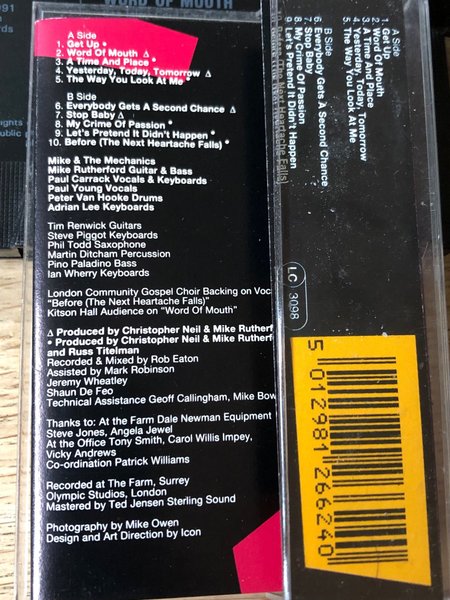 WORD OF MOUTH
A Side
1. Get Up •
2. Word Of Mouth Δ
3. A Time And Place •
4. Yesterday, Today, Tomorrow Δ
5. The Way You Look At Me •
B Side
6. Everybody Gets A Second Chance Δ
7. Stop Baby Δ
8. My Crime Of Passion •
9. Let's Pretend It Didn't Happen •
10. Before (The Next Heartache Falls) •
Mike & The Mechanics
Mike Rutherford Guitar & Bass
Paul Carrack Vocals & Keyboards
Paul Young Vocals
Peter Van Hooke Drums
Adrian Lee Keyboards
Tim Renwick Guitars
Steve Piggot Keyboards
Phil Todd Saxophone
Martin Ditcham Percussion
Pino Paladino Bass
Ian Wherry Keyboards
London Community Gospel Choir Backing on Voc
"Before (The Next Heartache Falls)"
Kitson Hall Audience on "Word Of Mouth"
Δ Produced by Christopher Neil & Mike Rutherf
• Produced by Christopher Neil & Mike Rutherf
and Russ Titelman
Recorded & Mixed by Rob Eaton
Assisted by Mark Robinson
Jeremy Wheatley
Shaun De Feo
Technical Assistance Geoff Callingham, Mike Bow
Thanks to: At the Farm Dale Newman Equipment
Steve Jones, Angela Jewel
At the Office Tony Smith, Carol Willis Impey,
Vicky Andrews
Co-ordination Patrick Williams
Recorded at The Farm, Surrey
Olympic Studios, London
Mastered by Ted Jensen Sterling Sound
Photography by Mike Owen
Design and Art Direction by Icon
A Side
1. Get Up
2. Word Of Mouth
3. A Time And Place
4. Yesterday, Today, Tomorrow
5. The Way You Look At Me
B Side
6. Everybody Gets A Second Chance
7. Stop Baby
8. My Crime Of Passion
9. Let's Pretend It Didn't Happen
(The Next Heartache Falls)
LC 3098
5 012981 266240
991
ghts
public p